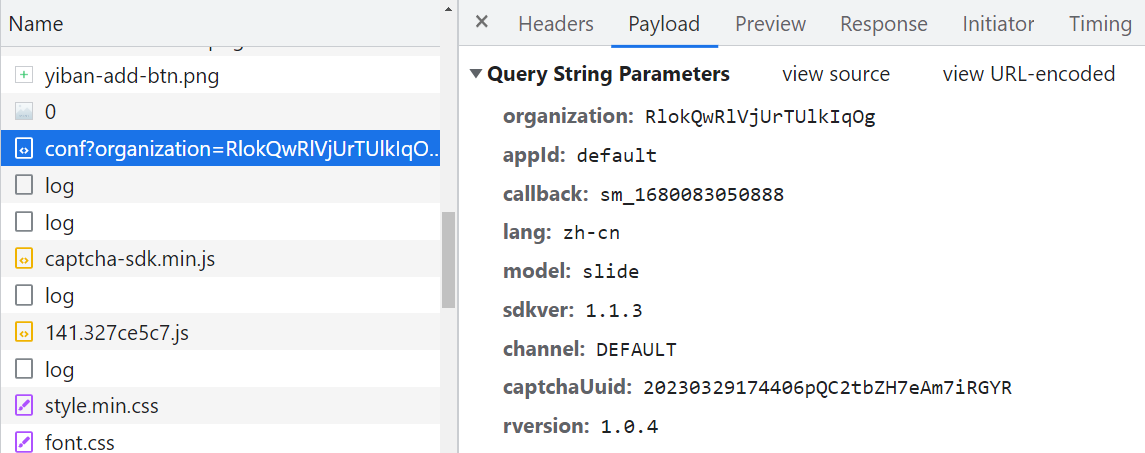 Name
yiban-add-btn.png
0
conf?organization=RlokQwRlVjUrTUlkIqO..
log
log
captcha-sdk.min.js
log
141.327ce5c7.js
log
style.min.css
font.css
× Headers Payload Preview Response Initiator Timing
Query String Parameters view source view URL-encoded
organization: RlokQwRlVjUrTUlkIqOg
appId: default
callback: sm_1680083050888
lang: zh-cn
model: slide
sdkver: 1.1.3
channel: DEFAULT
captchaUuid: 20230329174406pQC2tbZH7eAm7iRGYR
rversion: 1.0.4